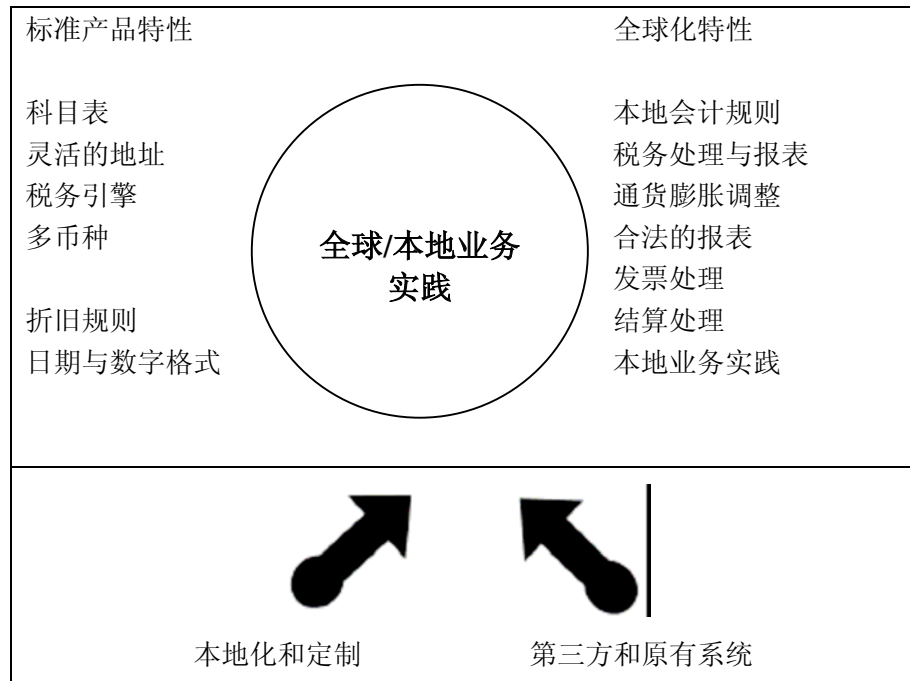 标准产品特性
全球化特性
科目表
灵活的地址
税务引擎
多币种
折旧规则
日期与数字格式
全球/本地业务
实践
本地会计规则
税务处理与报表
通货膨胀调整
合法的报表
发票处理
结算处理
本地业务实践
本地化和定制
第三方和原有系统